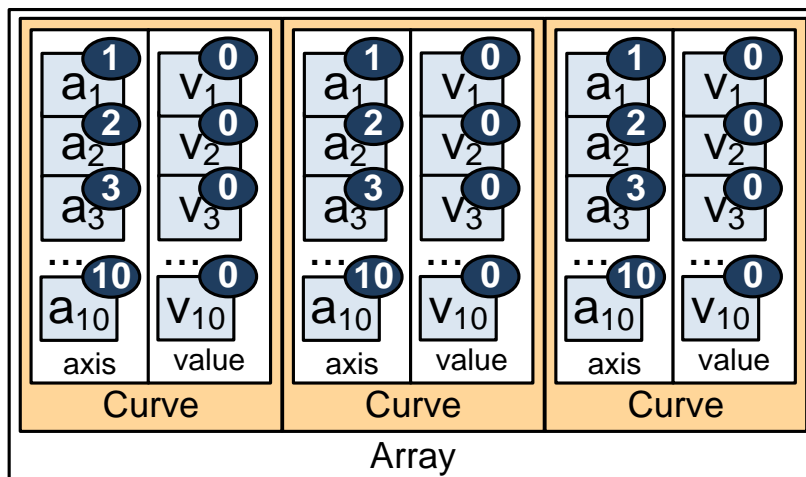 1 0 1 0 1 0
a1 v1 a1 v1 a1 v1
2 0 2 0 2 0
a2 v2 a2 v2 a2 v2
3 0 3 0 3 0
a3 v3 a3 v3 a3 v3
... ... ... ... ... ...
10 0 10 0 10 0
a10 v10 a10 v10 a10 v10
axis value axis value axis value
Curve Curve Curve
Array